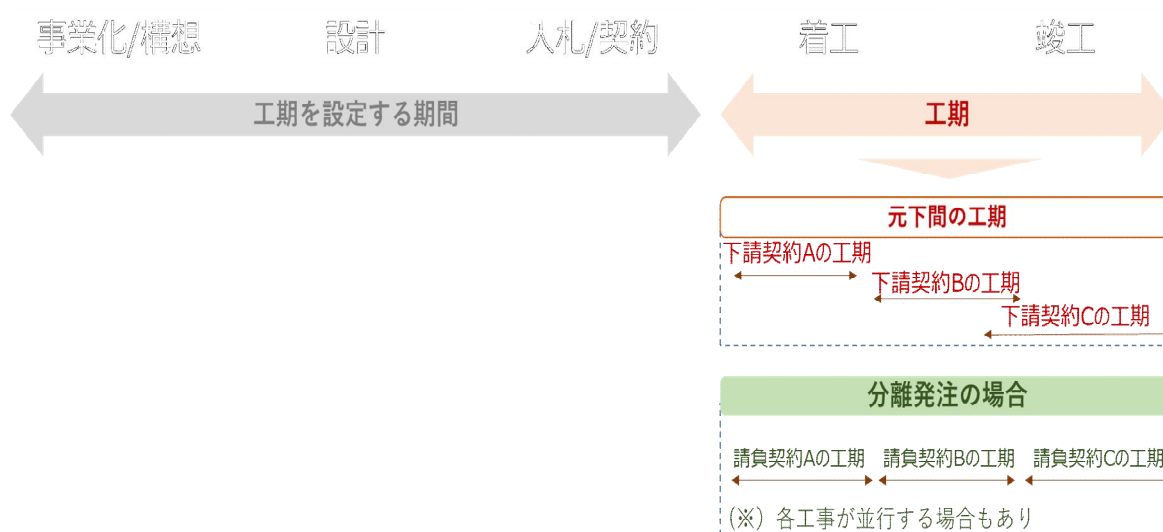 事業化/構想 設計 入札/契約 着工 竣工
工期を設定する期間 工期
元下間の工期
下請契約Aの工期
下請契約Bの工期
下請契約Cの工期
分離発注の場合
請負契約Aの工期 請負契約Bの工期 請負契約Cの工期
(※) 各工事が並行する場合もあり